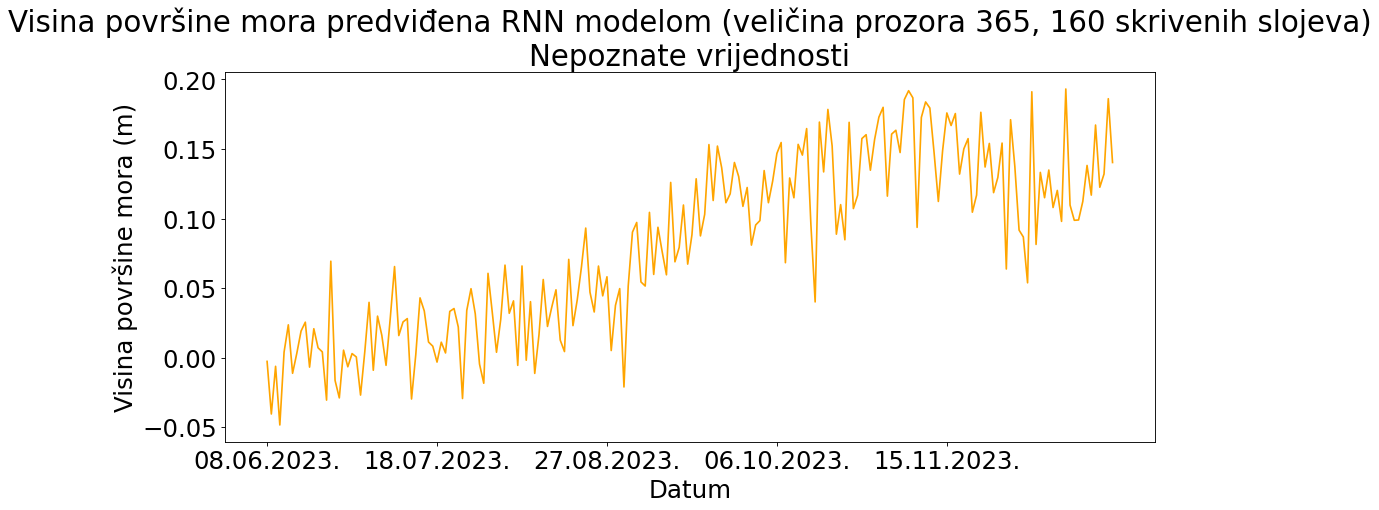 Visina površine mora predviđena RNN modelom (veličina prozora 365, 160 skrivenih slojeva)
Nepoznate vrijednosti
Visina površine mora (m)
0.20
0.15
0.10
0.05
0.00
−0.05
08.06.2023. 18.07.2023. 27.08.2023. 06.10.2023. 15.11.2023.
Datum